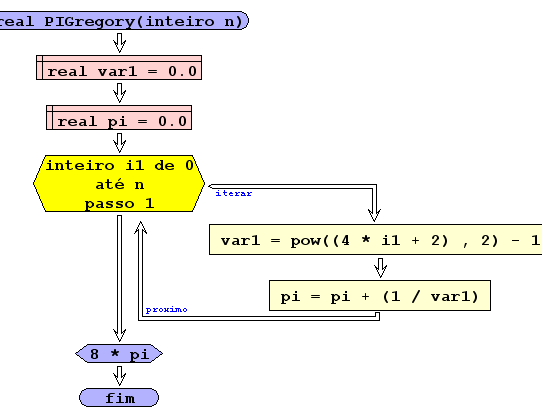 real PIGregory(inteiro n)
real var1 = 0.0
real pi = 0.0
inteiro i1 de 0
até n
passo 1
iterar
var1 = pow((4 * i1 + 2) , 2) - 1
pi = pi + (1 / var1)
proximo
8 * pi
fim